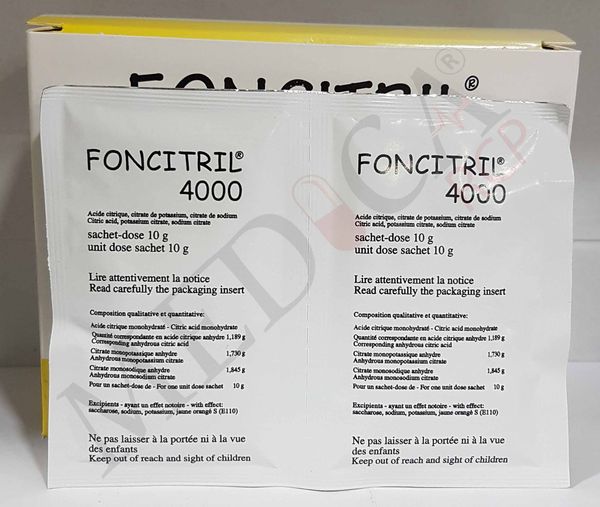 FONCITRIL®
FONCITRIL®
4000
Acide citrique, citrate de potassium, citrate de sodium
Citric acid, potassium citrate, sodium citrate
sachet-dose 10 g
unit dose sachet 10 g
Lire attentivement la notice
Read carefully the packaging insert
Composition qualitative et quantitative:
Acide citrique monohydraté - Citric acid monohydrate
Quantité correspondante en acide citrique anhydre 1,189 g
Corresponding anhydrous citric acid
Citrate monopotassique anhydre 1,730 g
Anhydrous monopotassium citrate
Citrate monosodique anhydre 1,845 g
Anhydrous monosodium citrate
Pour un sachet-dose de - For one unit dose sachet 10 g
Excipients - ayant un effet notoire - with effect:
saccharose, sodium, potassium, jaune orangé S (E110)
Ne pas laisser à la portée ni à la vue
des enfants
Keep out of reach and sight of children
FONCITRIL®
4000
Acide citrique, citrate de potassium, citrate de sodium
Citric acid, potassium citrate, sodium citrate
sachet-dose 10 g
unit dose sachet 10 g
Lire attentivement la notice
Read carefully the packaging insert
Composition qualitative et quantitative:
Acide citrique monohydraté - Citric acid monohydrate
Quantité correspondante en acide citrique anhydre 1,189 g
Corresponding anhydrous citric acid
Citrate monopotassique anhydre 1,730 g
Anhydrous monopotassium citrate
Citrate monosodique anhydre 1,845 g
Anhydrous monosodium citrate
Pour un sachet-dose de - For one unit dose sachet 10 g
Excipients - ayant un effet notoire - with effect:
saccharose, sodium, potassium, jaune orangé S (E110)
Ne pas laisser à la portée ni à la vue
des enfants
Keep out of reach and sight of children
MEDICA®